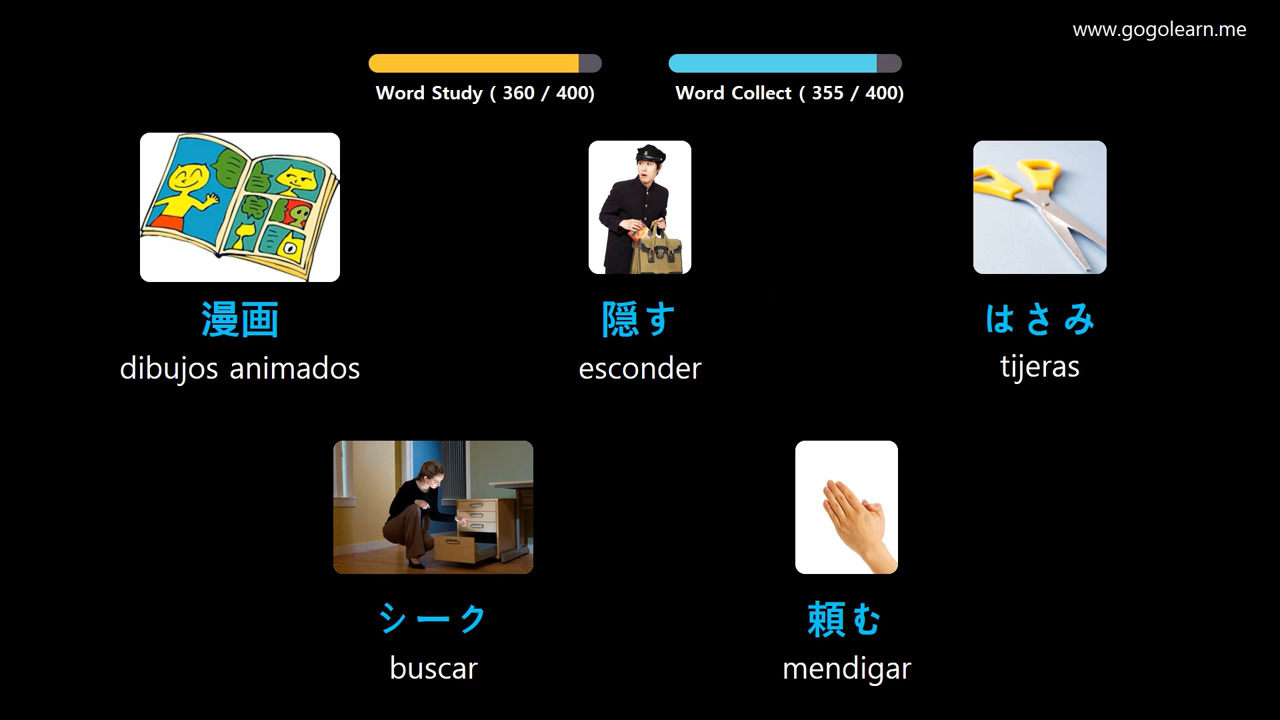 www.gogolearn.me
Word Study ( 360 / 400)
Word Collect ( 355 / 400)
漫画
dibujos animados
隠す
esconder
はさみ
tijeras
シーク
buscar
頼む
mendigar